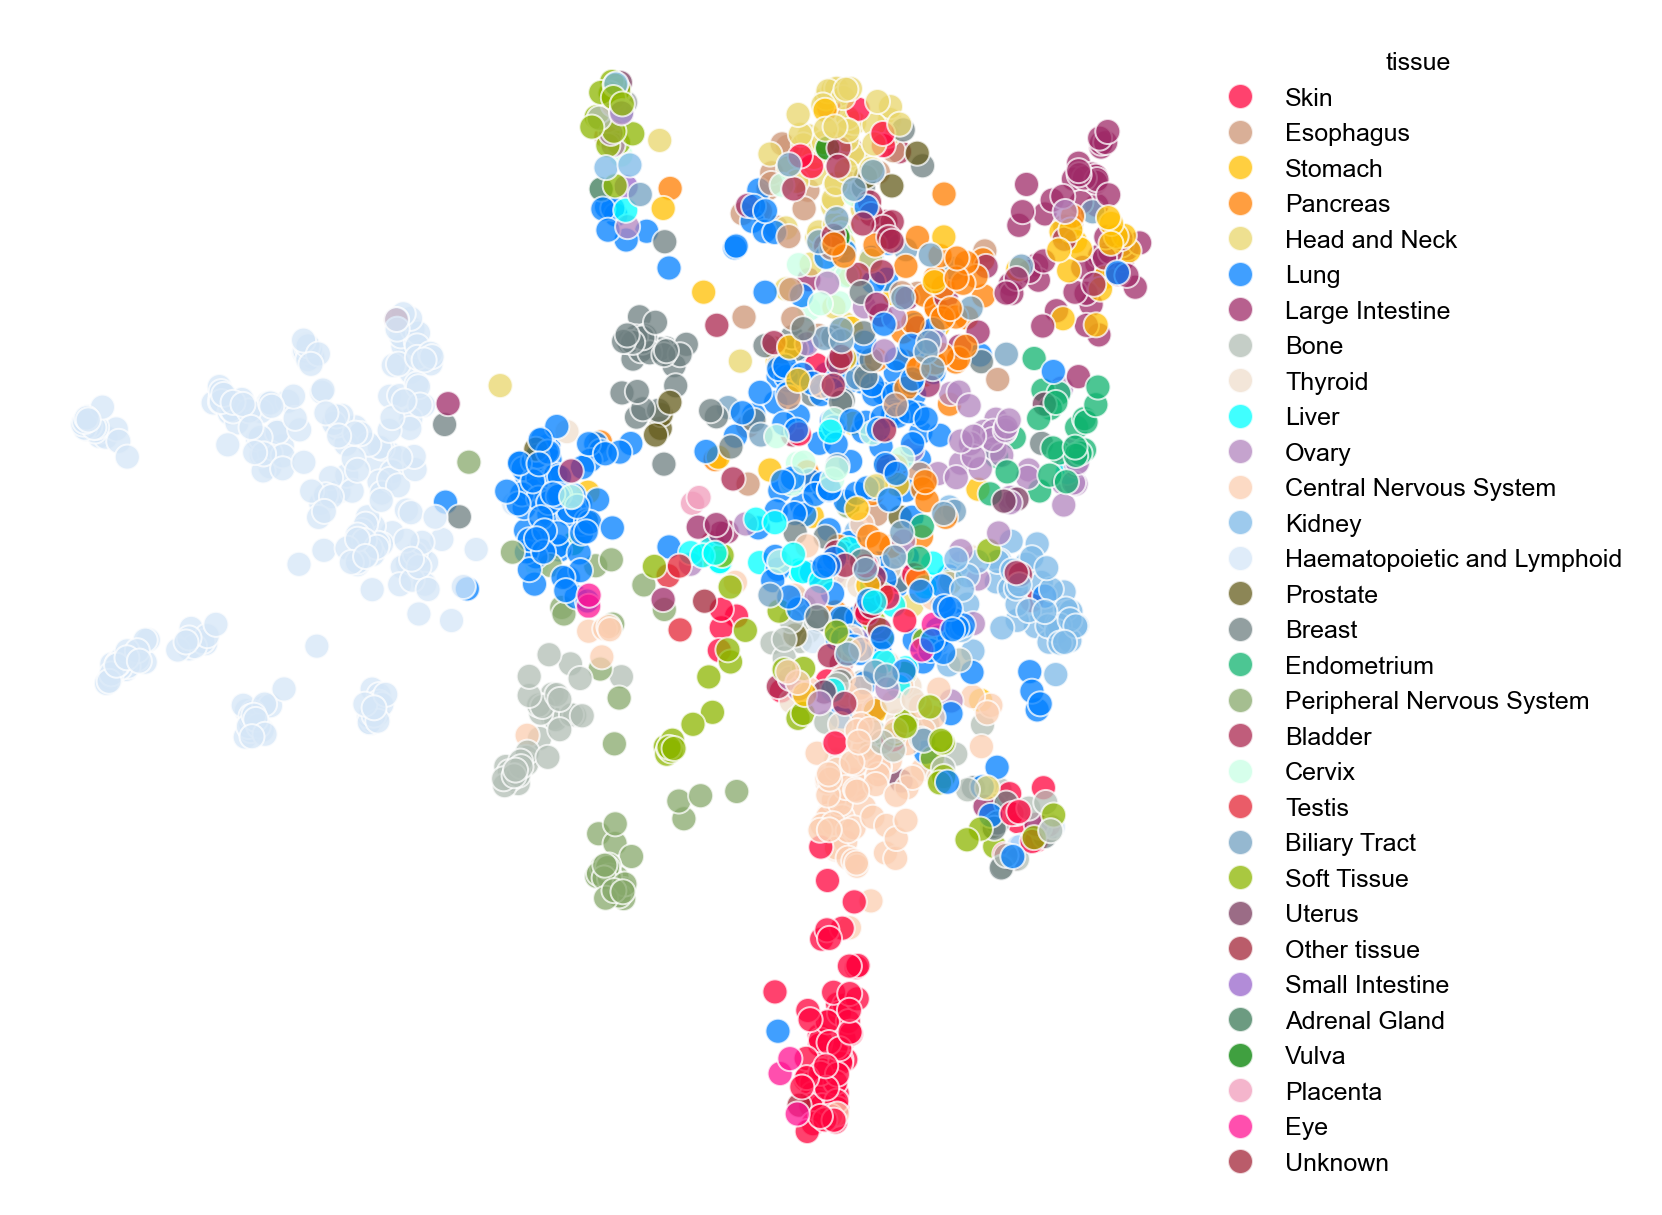 tissue
Skin
Esophagus
Stomach
Pancreas
Head and Neck
Lung
Large Intestine
Bone
Thyroid
Liver
Ovary
Central Nervous System
Kidney
Haematopoietic and Lymphoid
Prostate
Breast
Endometrium
Peripheral Nervous System
Bladder
Cervix
Testis
Biliary Tract
Soft Tissue
Uterus
Other tissue
Small Intestine
Adrenal Gland
Vulva
Placenta
Eye
Unknown